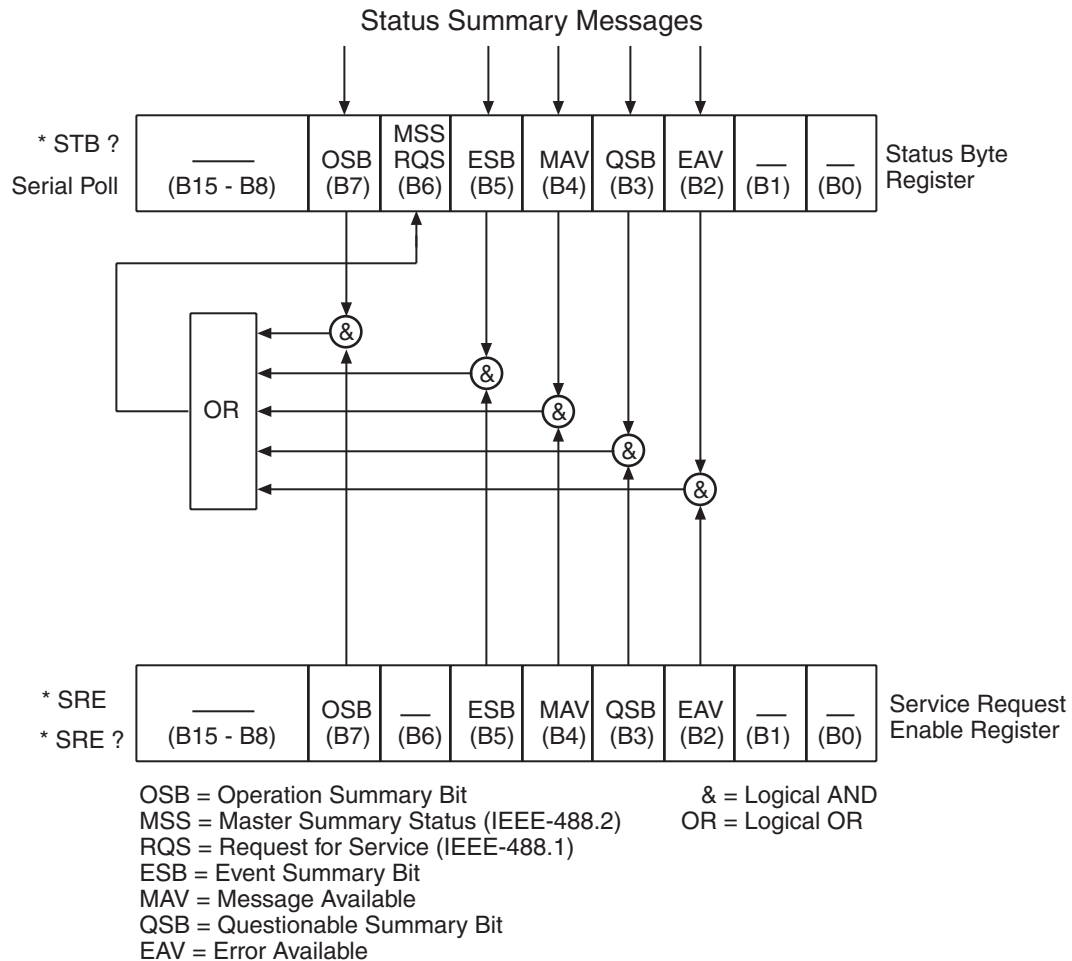 Status Summary Messages
* STB ?
Serial Poll
(B15 - B8)
OSB
(B7)
MSS
RQS
(B6)
ESB
(B5)
MAV
(B4)
QSB
(B3)
EAV
(B2)
(B1)
(B0)
Status Byte
Register
&
&
OR
&
&
&
* SRE
* SRE ?
(B15 - B8)
OSB
(B7)
(B6)
ESB
(B5)
MAV
(B4)
QSB
(B3)
EAV
(B2)
(B1)
(B0)
Service Request
Enable Register
OSB = Operation Summary Bit
MSS = Master Summary Status (IEEE-488.2)
RQS = Request for Service (IEEE-488.1)
ESB = Event Summary Bit
MAV = Message Available
QSB = Questionable Summary Bit
EAV = Error Available
& = Logical AND
OR = Logical OR